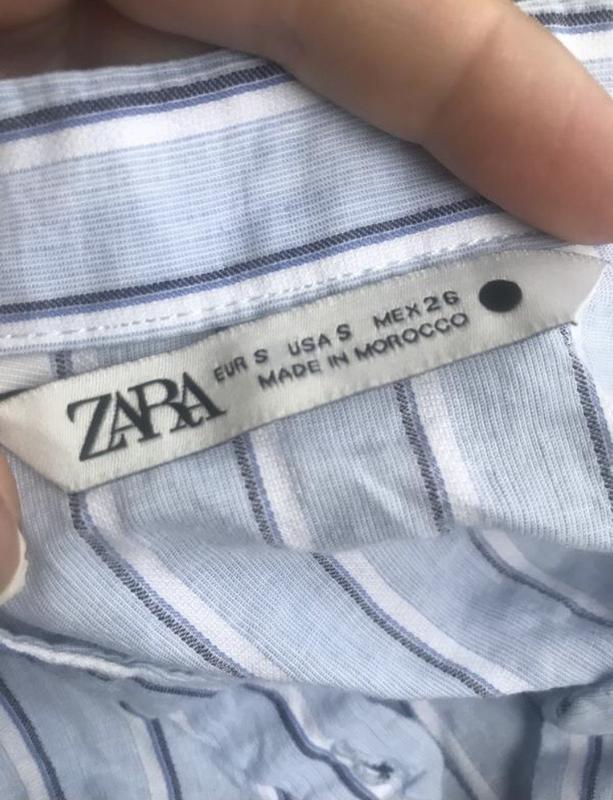 ZARA
EUR S USA S MEX 26
MADE IN MOROCCO